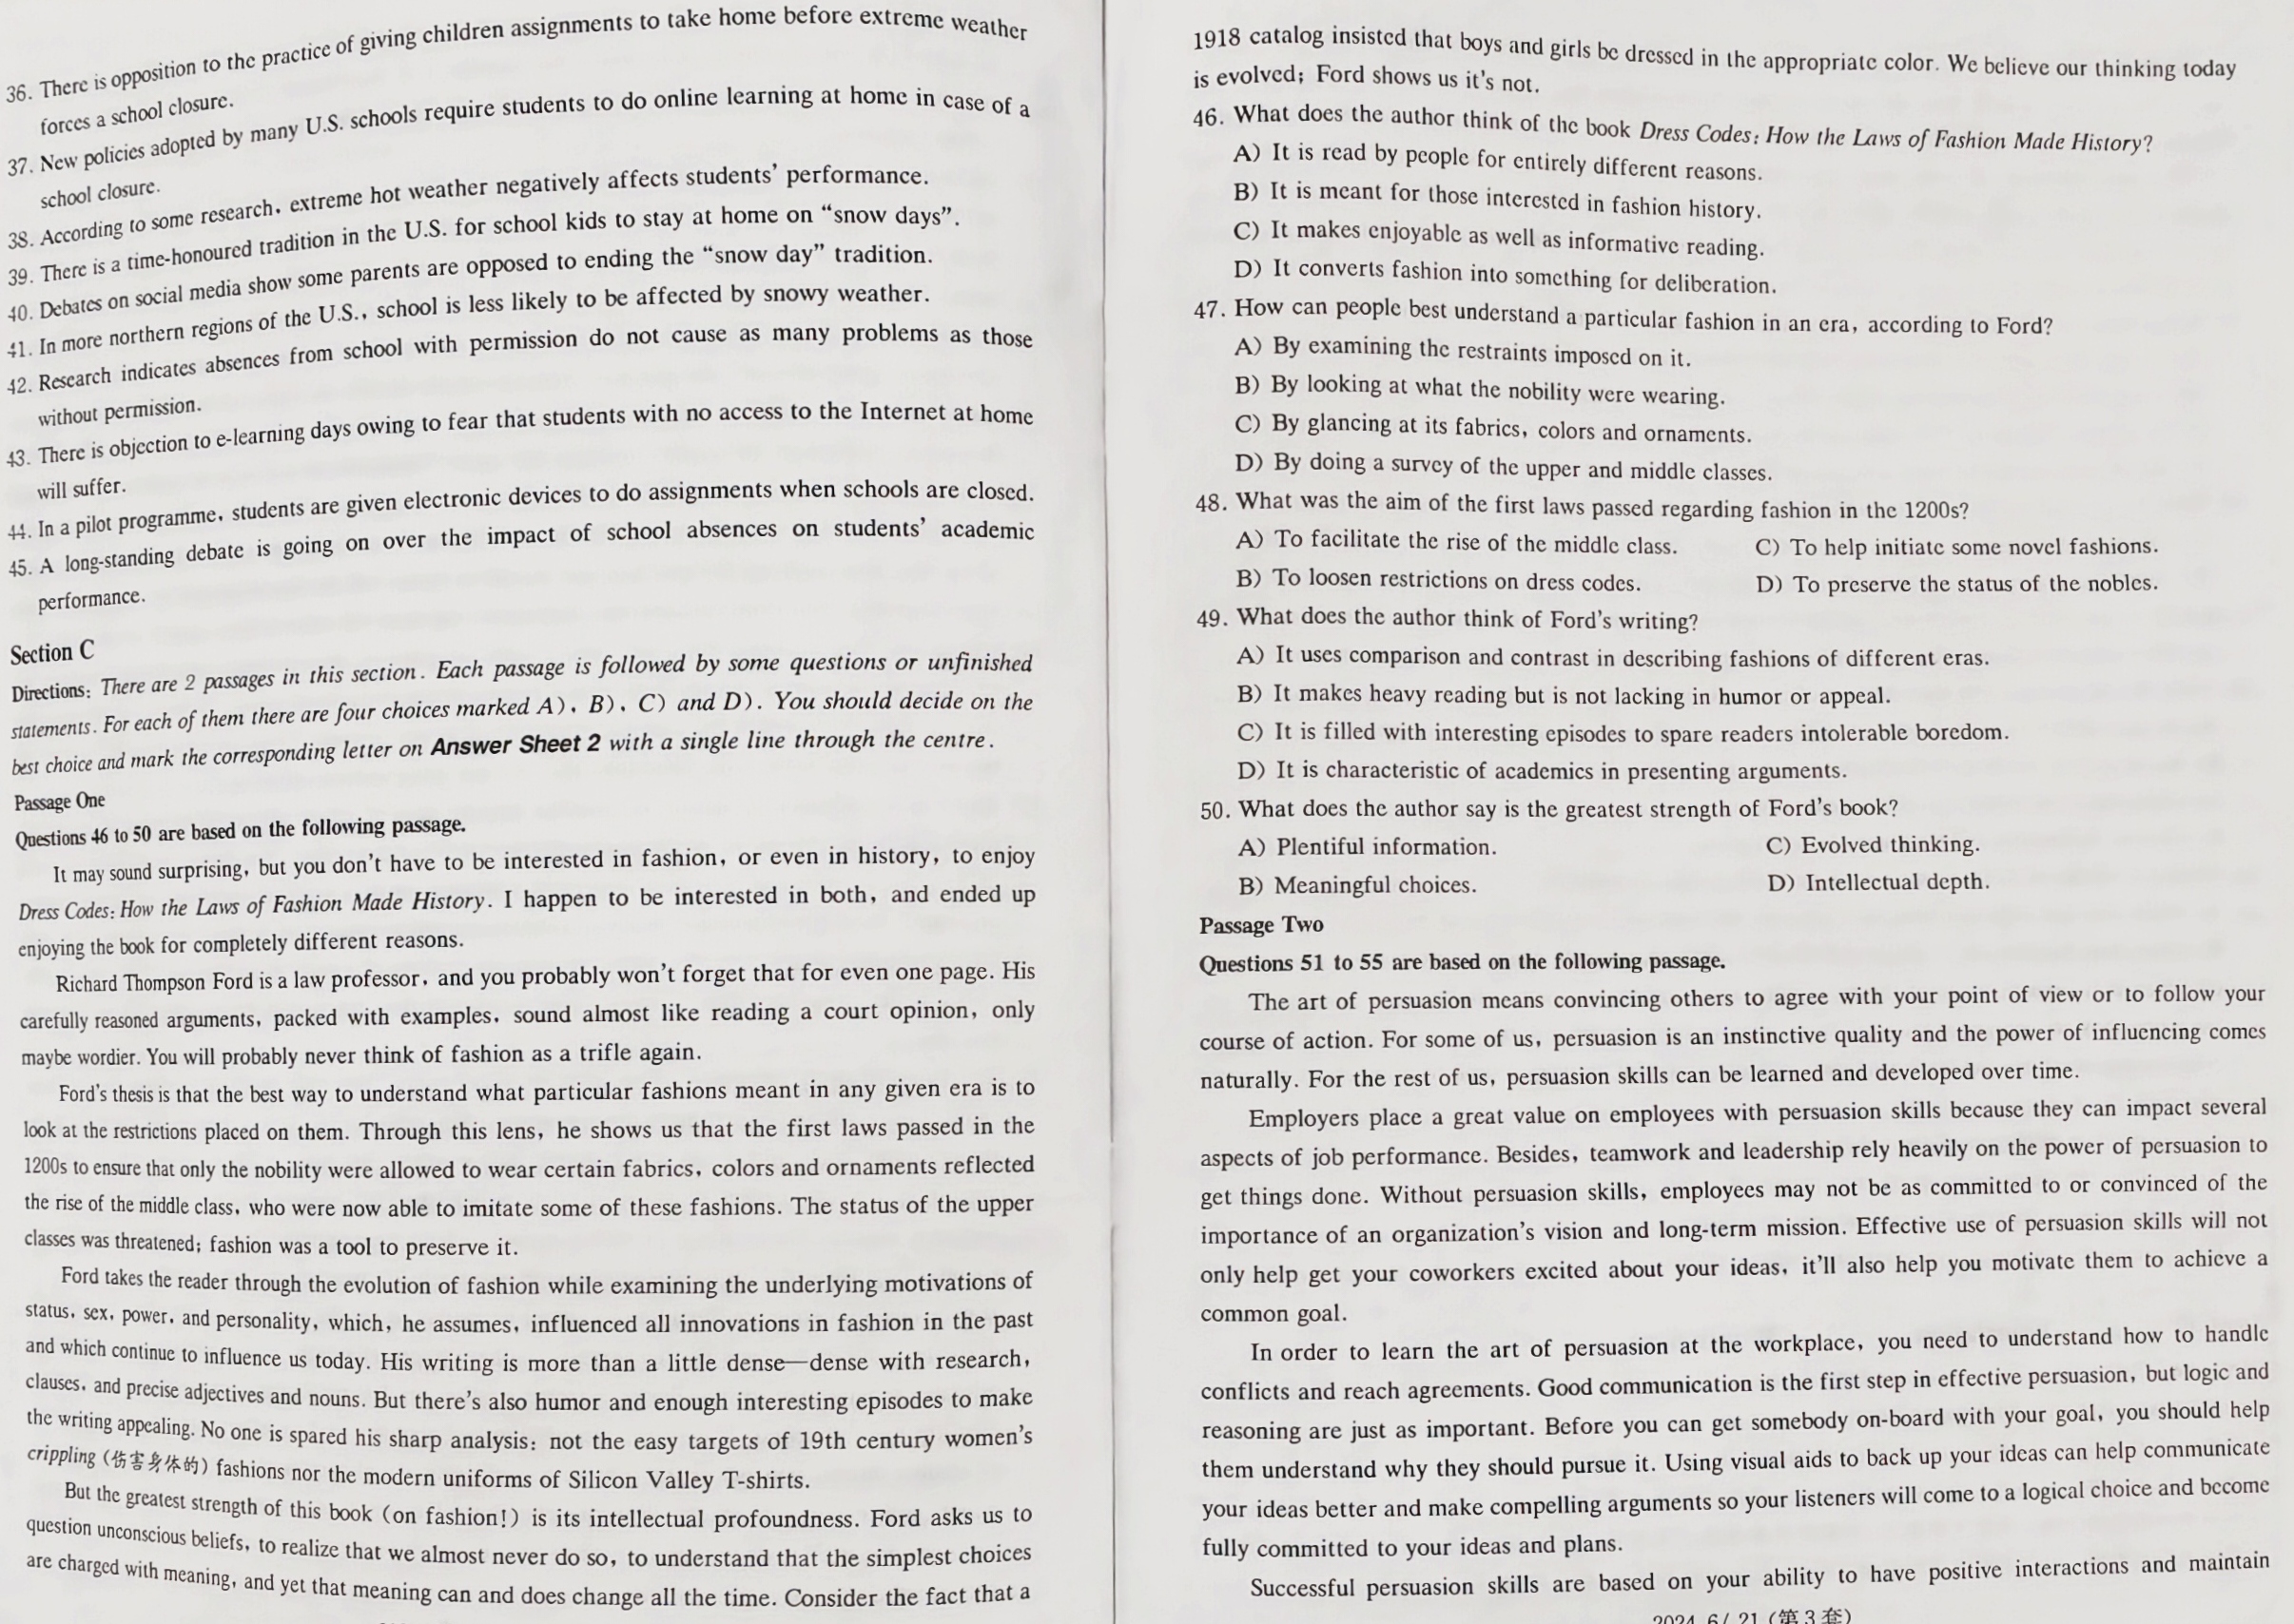 36. There is opposition to the practice of giving children assignments to take home before extreme weather
forces a school closure.
37. New policies adopted by many U.S. schools require students to do online learning at home in case of a
school closure.
38. According to some research, extreme hot weather negatively affects students' performance.
39. There is a time-honoured tradition in the U.S. for school kids to stay at home on “snow days”.
40. Debates on social media show some parents are opposed to ending the “snow day” tradition.
41. In more northern regions of the U.S., school is less likely to be affected by snowy weather.
42. Research indicates absences from school with permission do not cause as many problems as those
without permission.
43. There is objection to e-learning days owing to fear that students with no access to the Internet at home
will suffer.
44. In a pilot programme, students are given electronic devices to do assignments when schools are closed.
45. A long-standing debate is going on over the impact of school absences on students' academic
performance.
Section C
Directions: There are 2 passages in this section. Each passage is followed by some questions or unfinished
statements. For each of them there are four choices marked A), B), C) and D). You should decide on the
best choice and mark the corresponding letter on Answer Sheet 2 with a single line through the centre.
Passage One
Questions 46 to 50 are based on the following passage.
It may sound surprising, but you don't have to be interested in fashion, or even in history, to enjoy
Dress Codes: How the Laws of Fashion Made History. I happen to be interested in both, and ended up
enjoying the book for completely different reasons.
Richard Thompson Ford is a law professor, and you probably won't forget that for even one page. His
carefully reasoned arguments, packed with examples, sound almost like reading a court opinion, only
maybe wordier. You will probably never think of fashion as a trifle again.
Ford's thesis is that the best way to understand what particular fashions meant in any given era is to
look at the restrictions placed on them. Through this lens, he shows us that the first laws passed in the
1200s to ensure that only the nobility were allowed to wear certain fabrics, colors and ornaments reflected
the rise of the middle class, who were now able to imitate some of these fashions. The status of the upper
classes was threatened; fashion was a tool to preserve it.
Ford takes the reader through the evolution of fashion while examining the underlying motivations of
status, sex, power, and personality, which, he assumes, influenced all innovations in fashion in the past
and which continue to influence us today. His writing is more than a little dense—dense with research,
clauses, and precise adjectives and nouns. But there's also humor and enough interesting episodes to make
the writing appealing. No one is spared his sharp analysis: not the easy targets of 19th century women's
crippling (伤害身体的) fashions nor the modern uniforms of Silicon Valley T-shirts.
But the greatest strength of this book (on fashion!) is its intellectual profoundness. Ford asks us to
question unconscious beliefs, to realize that we almost never do so, to understand that the simplest choices
are charged with meaning, and yet that meaning can and does change all the time. Consider the fact that a
1918 catalog insisted that boys and girls be dressed in the appropriate color. We believe our thinking today
is evolved; Ford shows us it's not.
46. What does the author think of the book Dress Codes: How the Laws of Fashion Made History?
A) It is read by people for entirely different reasons.
B) It is meant for those interested in fashion history.
C) It makes enjoyable as well as informative reading.
D) It converts fashion into something for deliberation.
47. How can people best understand a particular fashion in an era, according to Ford?
A) By examining the restraints imposed on it.
B) By looking at what the nobility were wearing.
C) By glancing at its fabrics, colors and ornaments.
D) By doing a survey of the upper and middle classes.
48. What was the aim of the first laws passed regarding fashion in the 1200s?
A) To facilitate the rise of the middle class. C) To help initiate some novel fashions.
B) To loosen restrictions on dress codes. D) To preserve the status of the nobles.
49. What does the author think of Ford's writing?
A) It uses comparison and contrast in describing fashions of different eras.
B) It makes heavy reading but is not lacking in humor or appeal.
C) It is filled with interesting episodes to spare readers intolerable boredom.
D) It is characteristic of academics in presenting arguments.
50. What does the author say is the greatest strength of Ford's book?
A) Plentiful information. C) Evolved thinking.
B) Meaningful choices. D) Intellectual depth.
Passage Two
Questions 51 to 55 are based on the following passage.
The art of persuasion means convincing others to agree with your point of view or to follow your
course of action. For some of us, persuasion is an instinctive quality and the power of influencing comes
naturally. For the rest of us, persuasion skills can be learned and developed over time.
Employers place a great value on employees with persuasion skills because they can impact several
aspects of job performance. Besides, teamwork and leadership rely heavily on the power of persuasion to
get things done. Without persuasion skills, employees may not be as committed to or convinced of the
importance of an organization's vision and long-term mission. Effective use of persuasion skills will not
only help get your coworkers excited about your ideas, it'll also help you motivate them to achieve a
common goal.
In order to learn the art of persuasion at the workplace, you need to understand how to handle
conflicts and reach agreements. Good communication is the first step in effective persuasion, but logic and
reasoning are just as important. Before you can get somebody on-board with your goal, you should help
them understand why they should pursue it. Using visual aids to back up your ideas can help communicate
your ideas better and make compelling arguments so your listeners will come to a logical choice and become
fully committed to your ideas and plans.
Successful persuasion skills are based on your ability to have positive interactions and maintain
2024.6/ 21 (第3套)